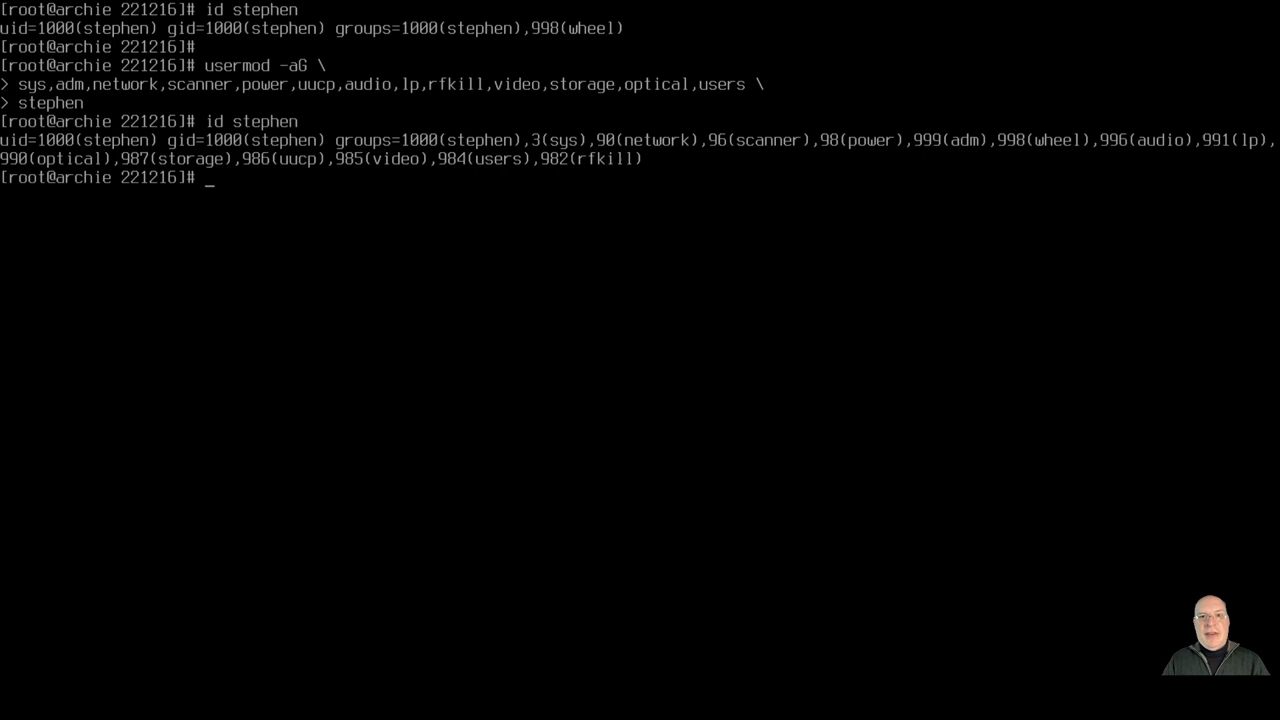 [root@archie 221216]# id stephen
uid=1000(stephen) gid=1000(stephen) groups=1000(stephen),998(wheel)
[root@archie 221216]#
[root@archie 221216]# usermod -aG \
> sys,adm,network,scanner,power,uucp,audio,lp,rfkill,video,storage,optical,users \
> stephen
[root@archie 221216]# id stephen
uid=1000(stephen) gid=1000(stephen) groups=1000(stephen),3(sys),90(network),96(scanner),98(power),999(adm),998(wheel),996(audio),991(lp),
990(optical),987(storage),986(uucp),985(video),984(users),982(rfkill)
[root@archie 221216]# _